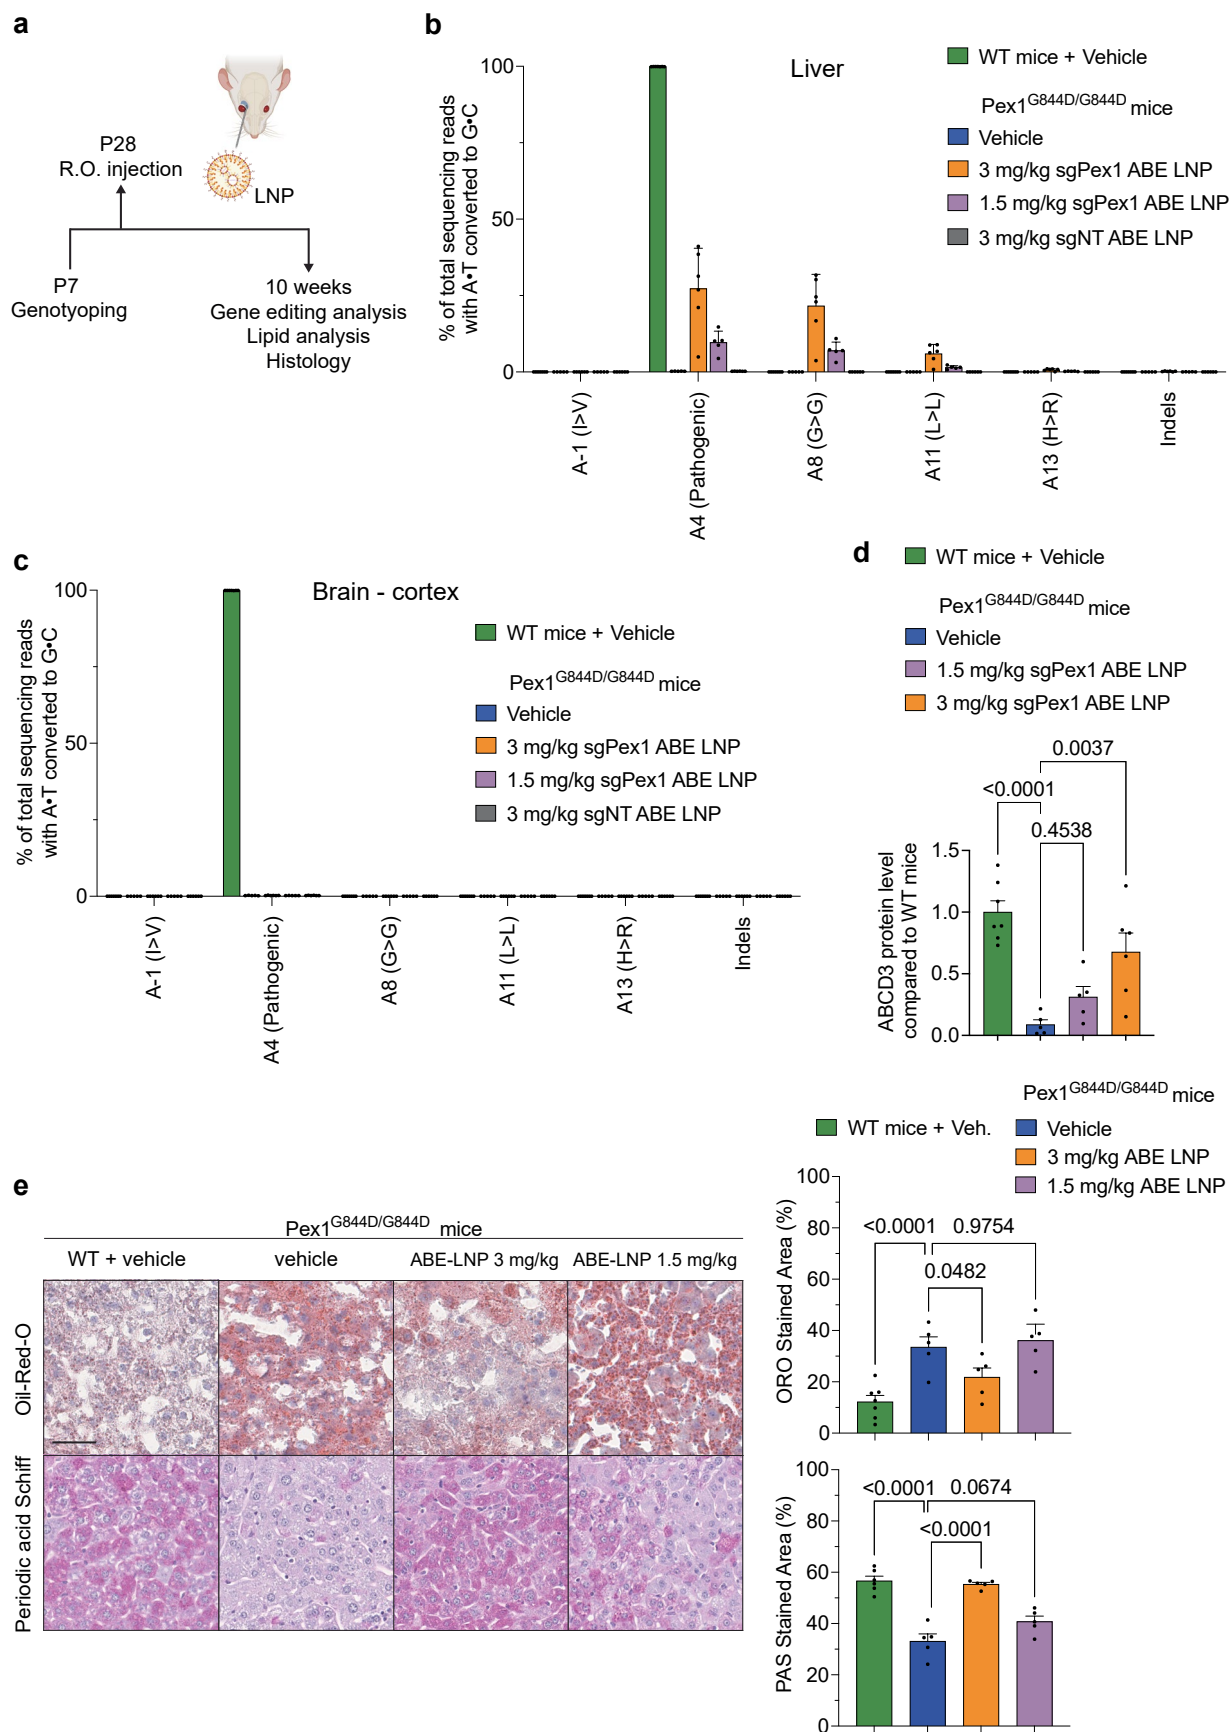 a
P28
R.O. injection
LNP
P7
Genotyping
10 weeks
Gene editing analysis
Lipid analysis
Histology
b
Liver
% of total sequencing reads
with A•T converted to G•C
100
50
0
A-1 (I>V)
A4 (Pathogenic)
A8 (G>G)
A11 (L>L)
A13 (H>R)
Indels
WT mice + Vehicle
Pex1G844D/G844D mice
Vehicle
3 mg/kg sgPex1 ABE LNP
1.5 mg/kg sgPex1 ABE LNP
3 mg/kg sgNT ABE LNP
c
Brain - cortex
% of total sequencing reads
with A•T converted to G•C
100
50
0
A-1 (I>V)
A4 (Pathogenic)
A8 (G>G)
A11 (L>L)
A13 (H>R)
Indels
WT mice + Vehicle
Pex1G844D/G844D mice
Vehicle
3 mg/kg sgPex1 ABE LNP
1.5 mg/kg sgPex1 ABE LNP
3 mg/kg sgNT ABE LNP
d
WT mice + Vehicle
Pex1G844D/G844D mice
Vehicle
1.5 mg/kg sgPex1 ABE LNP
3 mg/kg sgPex1 ABE LNP
0.0037
<0.0001
0.4538
ABCD3 protein level
compared to WT mice
1.5
1.0
0.5
0.0
e
Pex1G844D/G844D mice
WT + vehicle
vehicle
ABE-LNP 3 mg/kg
ABE-LNP 1.5 mg/kg
Oil-Red-O
Periodic acid Schiff
Pex1G844D/G844D mice
WT mice + Veh.
Vehicle
3 mg/kg ABE LNP
1.5 mg/kg ABE LNP
ORO Stained Area (%)
100
80
60
40
20
0
<0.0001
0.9754
0.0482
PAS Stained Area (%)
100
80
60
40
20
0
<0.0001
0.0674
<0.0001